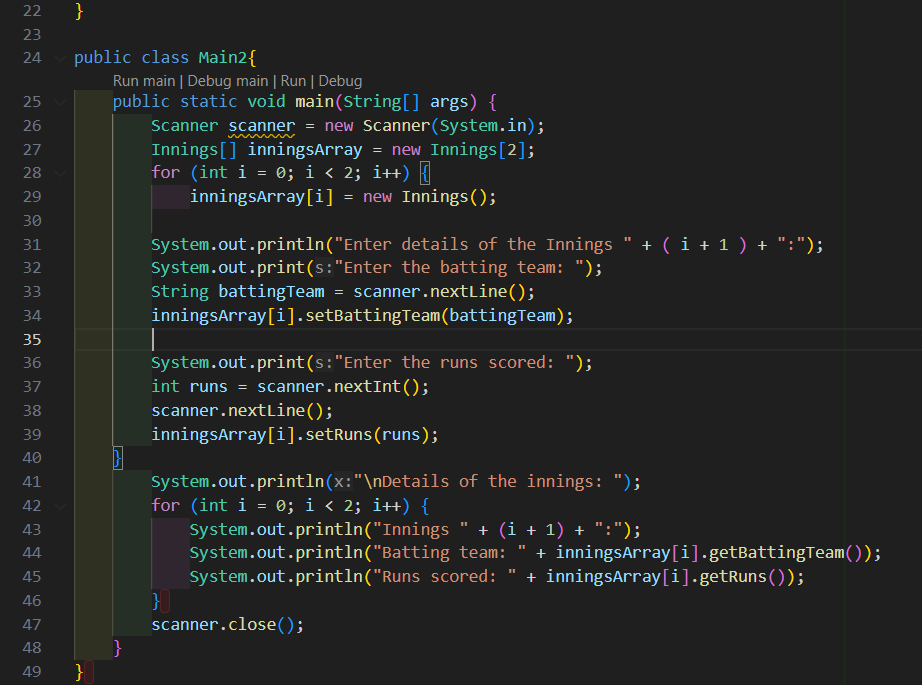 22 }
23
24 public class Main2{
Run main | Debug main | Run | Debug
25 public static void main(String[] args) {
26 Scanner scanner = new Scanner(System.in);
27 Innings[] inningsArray = new Innings[2];
28 for (int i = 0; i < 2; i++) {
29 inningsArray[i] = new Innings();
30
31 System.out.println("Enter details of the Innings " + ( i + 1 ) + ":");
32 System.out.print(s:"Enter the batting team: ");
33 String battingTeam = scanner.nextLine();
34 inningsArray[i].setBattingTeam(battingTeam);
35
36 System.out.print(s:"Enter the runs scored: ");
37 int runs = scanner.nextInt();
38 scanner.nextLine();
39 inningsArray[i].setRuns(runs);
40 }
41 System.out.println(x:"\nDetails of the innings: ");
42 for (int i = 0; i < 2; i++) {
43 System.out.println("Innings " + (i + 1) + ":");
44 System.out.println("Batting team: " + inningsArray[i].getBattingTeam());
45 System.out.println("Runs scored: " + inningsArray[i].getRuns());
46 }
47 scanner.close();
48 }
49 }